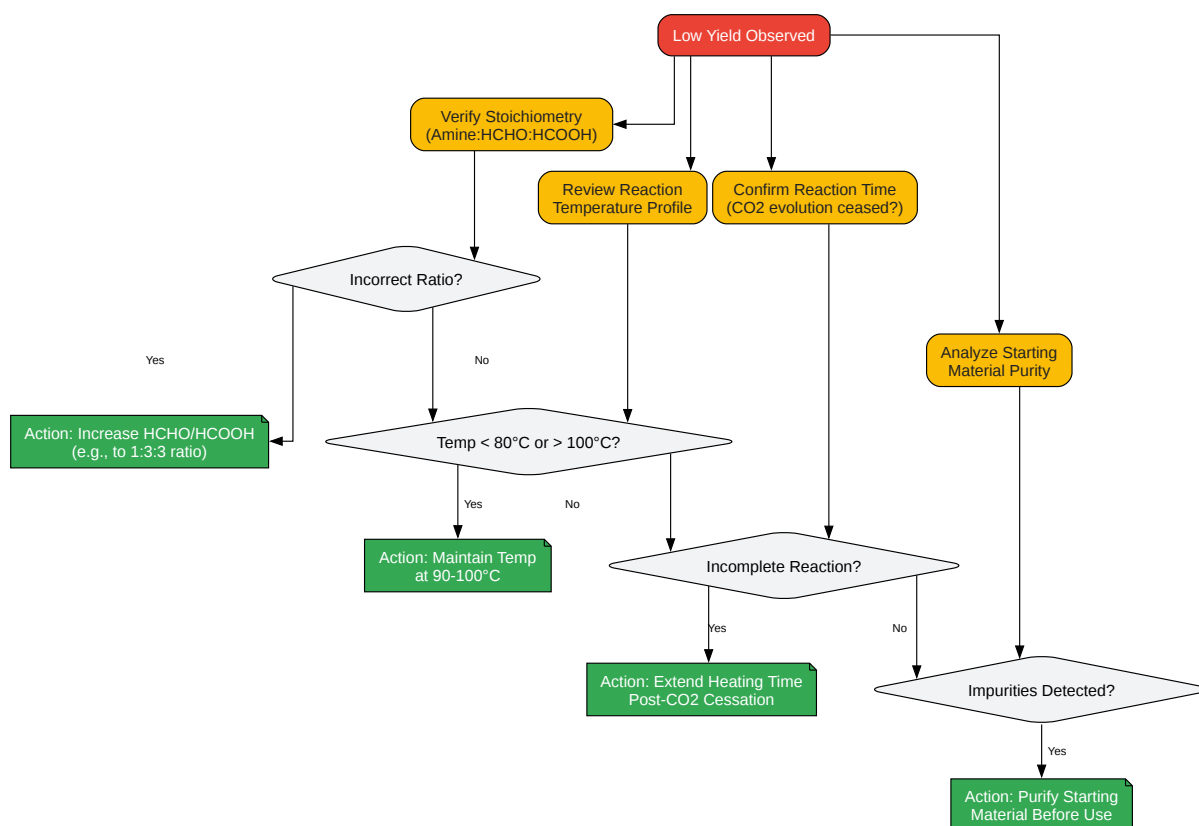 Low Yield Observed
Verify Stoichiometry
(Amine:HCHO:HCOOH)
Review Reaction
Temperature Profile
Confirm Reaction Time
(CO2 evolution ceased?)
Incorrect Ratio?
Analyze Starting
Material Purity
Yes
No
Action: Increase HCHO/HCOOH
(e.g., to 1:3:3 ratio)
Temp < 80°C or > 100°C?
Yes
No
Action: Maintain Temp
at 90-100°C
Incomplete Reaction?
Yes
No
Action: Extend Heating Time
Post-CO2 Cessation
Impurities Detected?
Yes
Action: Purify Starting
Material Before Use